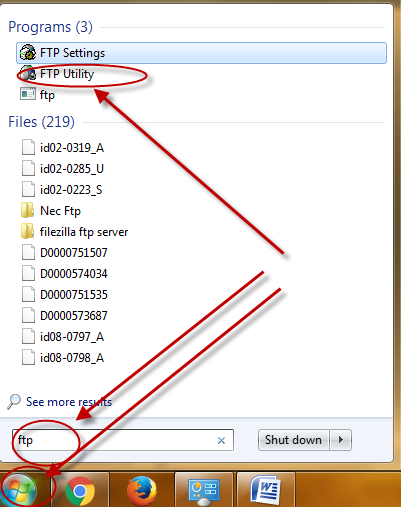 Programs (3)
FTP Settings
FTP Utility
ftp
Files (219)
id02-0319_A
id02-0285_U
id02-0223_S
Nec Ftp
filezilla ftp server
D0000751507
D0000574034
D0000751535
D0000573687
id08-0797_A
id08-0798_A
See more results
ftp
Shut down
W